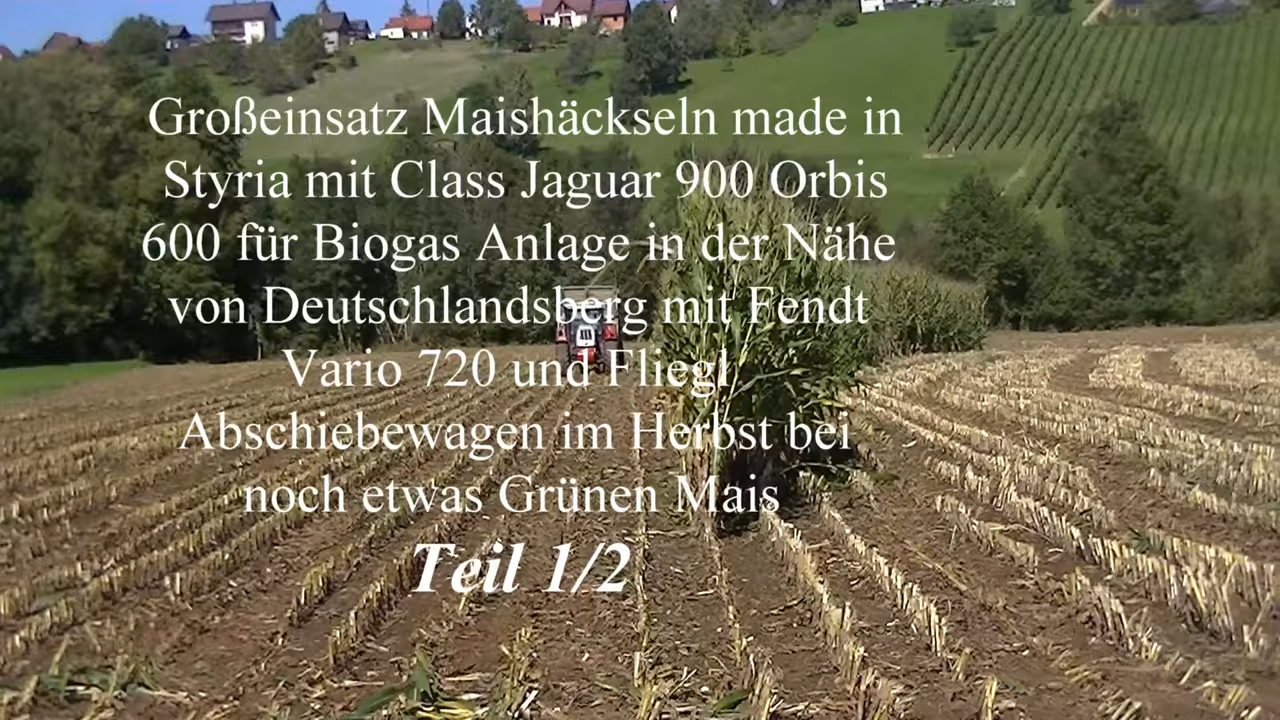 Großeinsatz Maishäckseln made in
Styria mit Class Jaguar 900 Orbis
600 für Biogas Anlage in der Nähe
von Deutschlandsberg mit Fendt
Vario 720 und Fliegl
Abschiebewagen im Herbst bei
noch etwas Grünen Mais
Teil 1/2